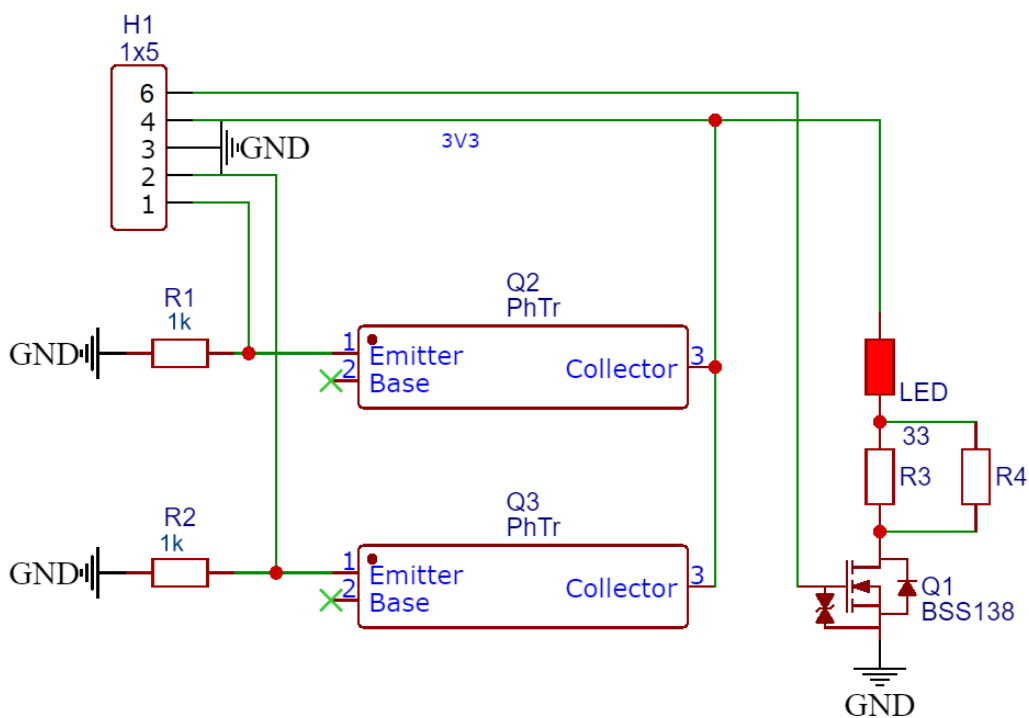 H1
1x5
6
4
3
2
1
GND
3V3
Q2
PhTr
R1
1k
GND
1
Emitter
2
Base
Collector
3
LED
33
R3
R4
Q3
PhTr
R2
1k
GND
1
Emitter
2
Base
Collector
3
Q1
BSS138
GND